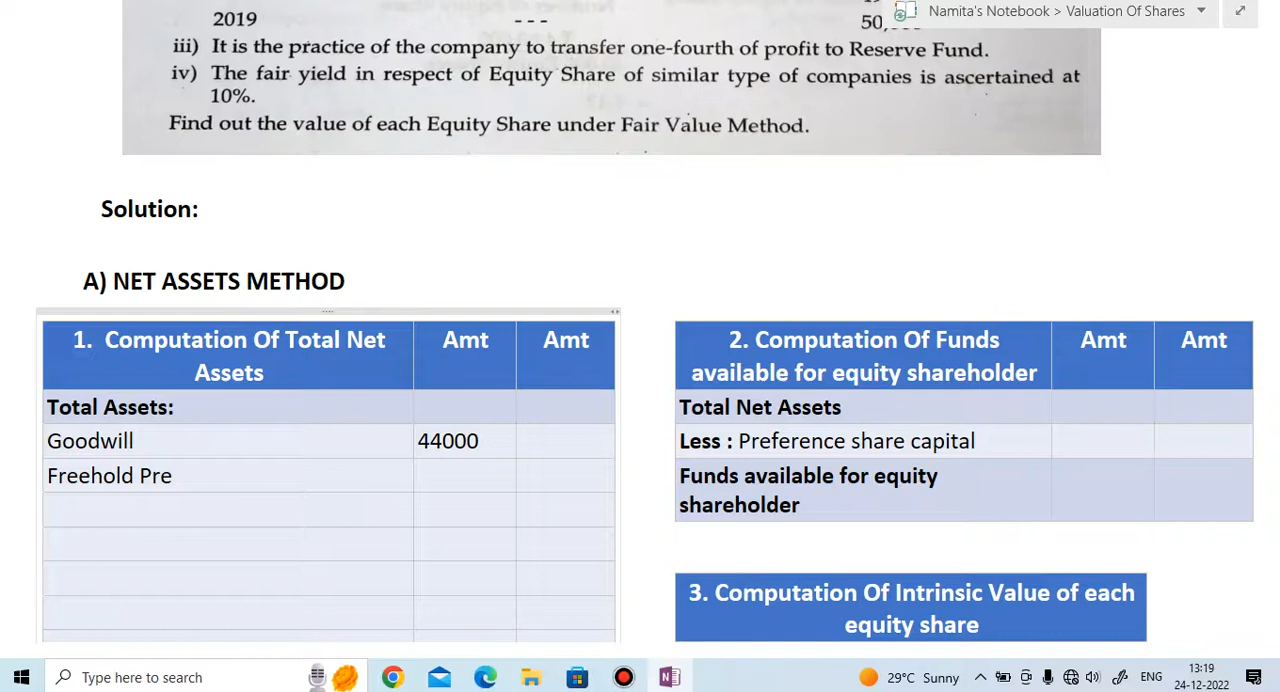 2019 --- 50,
Namita's Notebook > Valuation Of Shares
iii) It is the practice of the company to transfer one-fourth of profit to Reserve Fund.
iv) The fair yield in respect of Equity Share of similar type of companies is ascertained at
10%.
Find out the value of each Equity Share under Fair Value Method.
Solution:
A) NET ASSETS METHOD
1. Computation Of Total Net Assets Amt Amt
Total Assets:
Goodwill 44000
Freehold Pre
2. Computation Of Funds
available for equity shareholder Amt Amt
Total Net Assets
Less : Preference share capital
Funds available for equity
shareholder
3. Computation Of Intrinsic Value of each
equity share
Type here to search
29°C Sunny
ENG
13:19
24-12-2022